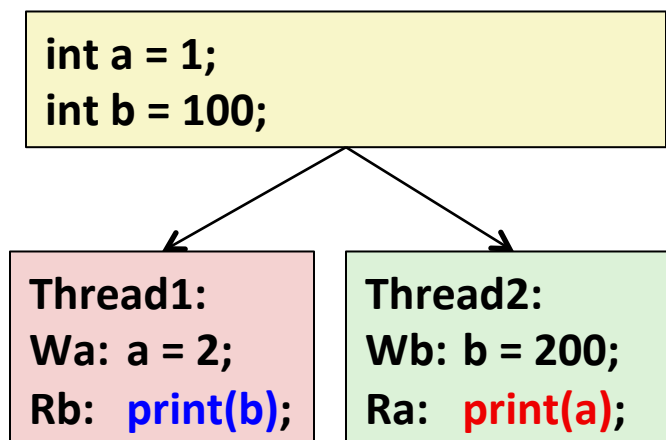 int a = 1;
int b = 100;
Thread1:
Wa: a = 2;
Rb: print(b);
Thread2:
Wb: b = 200;
Ra: print(a);